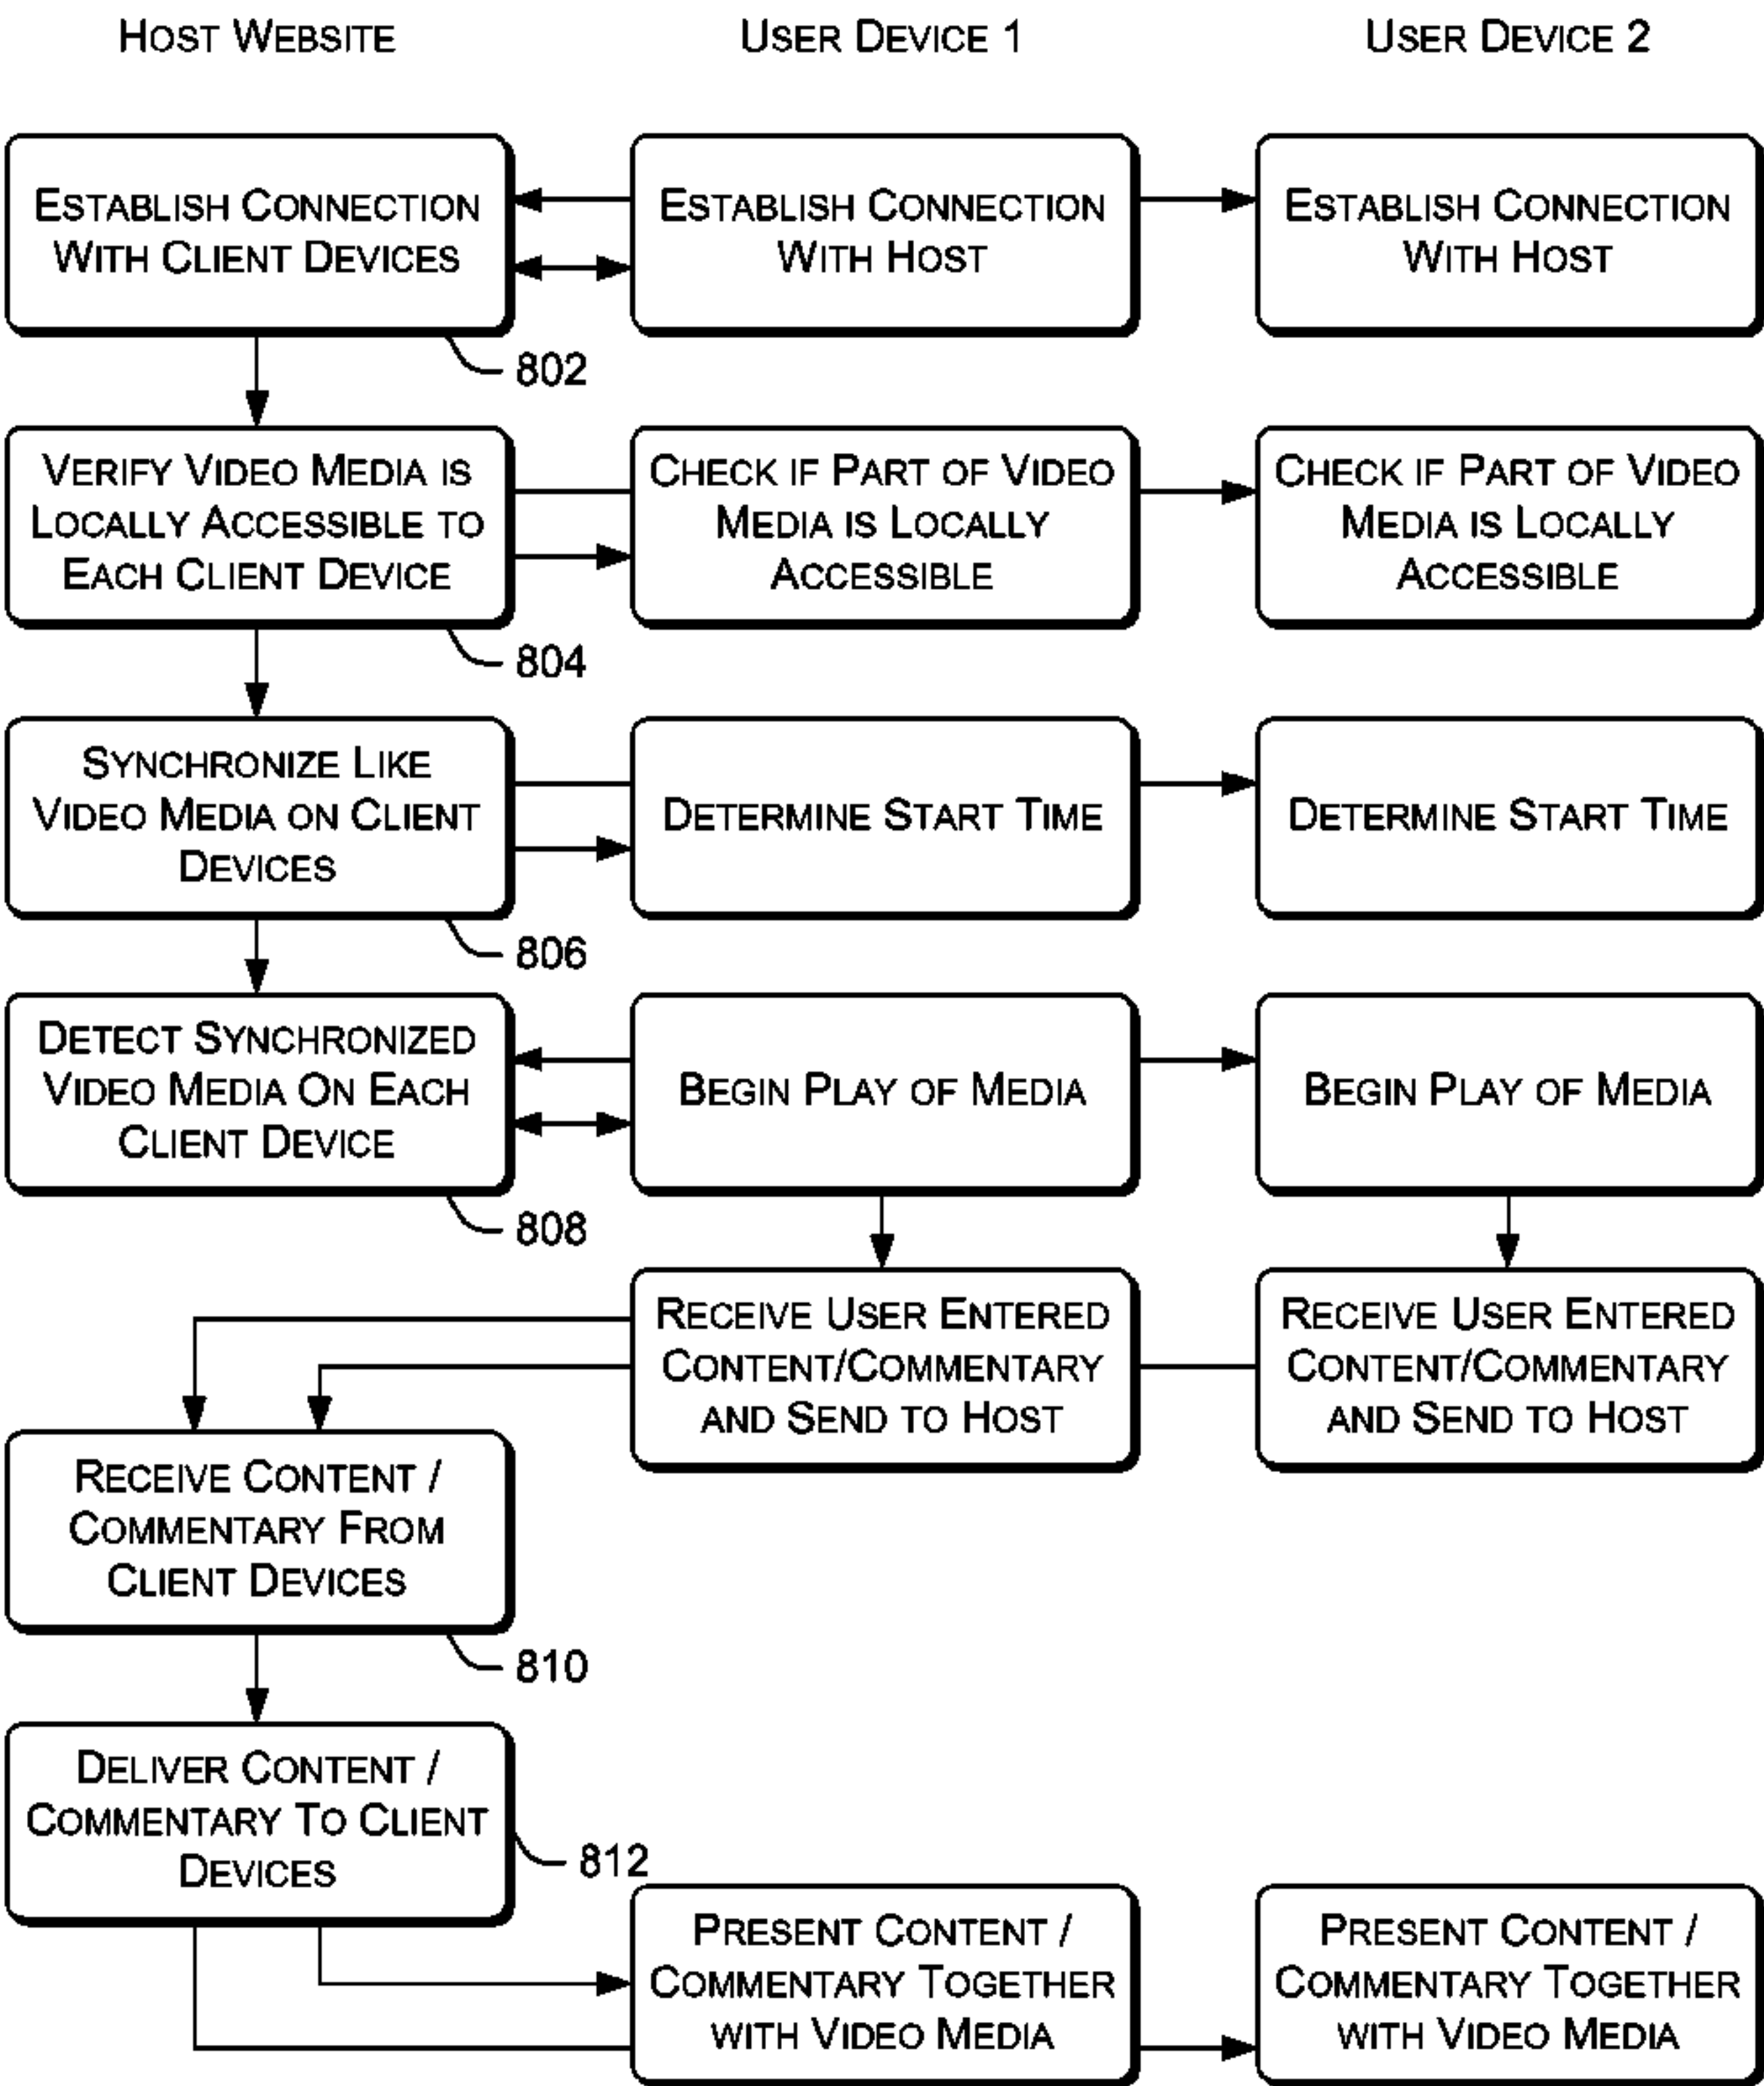 HOST WEBSITE
USER DEVICE 1
USER DEVICE 2
ESTABLISH CONNECTION
WITH CLIENT DEVICES
802
ESTABLISH CONNECTION
WITH HOST
ESTABLISH CONNECTION
WITH HOST
VERIFY VIDEO MEDIA IS
LOCALLY ACCESSIBLE TO
EACH CLIENT DEVICE
804
CHECK IF PART OF VIDEO
MEDIA IS LOCALLY
ACCESSIBLE
CHECK IF PART OF VIDEO
MEDIA IS LOCALLY
ACCESSIBLE
SYNCHRONIZE LIKE
VIDEO MEDIA ON CLIENT
DEVICES
806
DETERMINE START TIME
DETERMINE START TIME
DETECT SYNCHRONIZED
VIDEO MEDIA ON EACH
CLIENT DEVICE
808
BEGIN PLAY OF MEDIA
BEGIN PLAY OF MEDIA
RECEIVE USER ENTERED
CONTENT/COMMENTARY
AND SEND TO HOST
RECEIVE USER ENTERED
CONTENT/COMMENTARY
AND SEND TO HOST
RECEIVE CONTENT /
COMMENTARY FROM
CLIENT DEVICES
810
DELIVER CONTENT /
COMMENTARY TO CLIENT
DEVICES
812
PRESENT CONTENT /
COMMENTARY TOGETHER
WITH VIDEO MEDIA
PRESENT CONTENT /
COMMENTARY TOGETHER
WITH VIDEO MEDIA